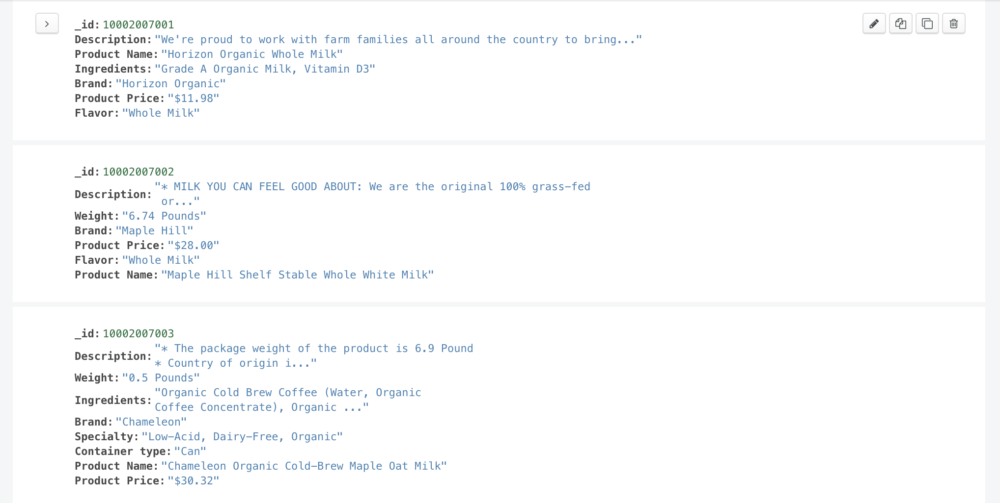 _id: 10002007001
Description: "We're proud to work with farm families all around the country to bring..."
Product Name: "Horizon Organic Whole Milk"
Ingredients: "Grade A Organic Milk, Vitamin D3"
Brand: "Horizon Organic"
Product Price: "$11.98"
Flavor: "Whole Milk"
_id: 10002007002
Description: "* MILK YOU CAN FEEL GOOD ABOUT: We are the original 100% grass-fed
or..."
Weight: "6.74 Pounds"
Brand: "Maple Hill"
Product Price: "$28.00"
Flavor: "Whole Milk"
Product Name: "Maple Hill Shelf Stable Whole White Milk"
_id: 10002007003
Description: "* The package weight of the product is 6.9 Pound
* Country of origin i..."
Weight: "0.5 Pounds"
Ingredients: "Organic Cold Brew Coffee (Water, Organic
Coffee Concentrate), Organic ..."
Brand: "Chameleon"
Specialty: "Low-Acid, Dairy-Free, Organic"
Container type: "Can"
Product Name: "Chameleon Organic Cold-Brew Maple Oat Milk"
Product Price: "$30.32"